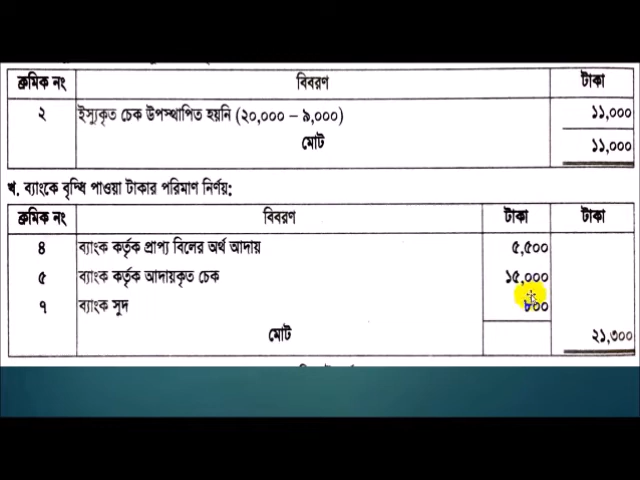 ক্রমিক নং বিবরণ টাকা
২ ইস্যুকৃত চেক উপস্থাপিত হয়নি (২০,০০০ – ৯,০০০) ১১,০০০
মোট ১১,০০০
খ. ব্যাংকে বৃদ্ধি পাওয়া টাকার পরিমাণ নির্ণয়:
ক্রমিক নং বিবরণ টাকা টাকা
৪ ব্যাংক কর্তৃক প্রাপ্য বিলের অর্থ আদায় ৫,৫০০
৫ ব্যাংক কর্তৃক আদায়কৃত চেক ১৫,০০০
৭ ব্যাংক সুদ ৮০০
মোট ২১,৩০০